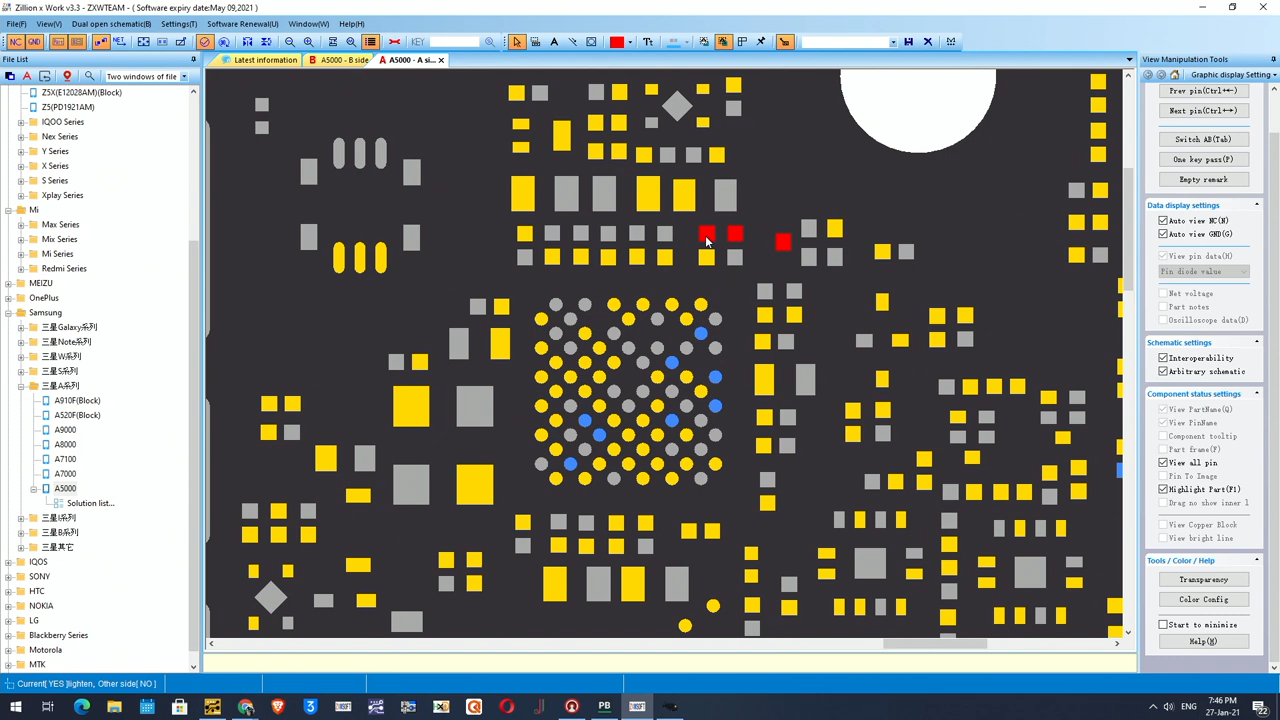 Zillion x Work v3.3 - ZXWTEAM - ( Software expiry date:May 09,2021 )
File(F) View(V) Dual open schematic(B) Settings(T) Software Renewal(U) Window(W) Help(H)
NC GND NET KEY A Tt
File List
Two windows of file
Latest information B A5000 - B side A A5000 - A si...
Z5X(E12028AM)(Block)
Z5(PD1921AM)
IQOO Series
Nex Series
Y Series
X Series
S Series
Xplay Series
Mi
Max Series
Mix Series
Mi Series
Redmi Series
MEIZU
OnePlus
Samsung
三星Galaxy系列
三星Note系列
三星W系列
三星S系列
三星A系列
A910F(Block)
A520F(Block)
A9000
A8000
A7100
A7000
A5000
Solution list...
三星J系列
三星B系列
三星其它
IQOS
SONY
HTC
NOKIA
LG
Blackberry Series
Motorola
MTK
View Manipulation Tools
Graphic display Setting
Prev pin(Ctrl+←)
Next pin(Ctrl+→)
Switch AB(Tab)
One key pass(P)
Empty remark
Data display settings
Auto view NC(N)
Auto view GND(G)
View pin data(M)
Pin diode value
Net voltage
Part notes
Oscilloscope data(D)
Schematic settings
Interoperability
Arbitrary schematic
Component status settings
View PartName(Q)
View PinName
Component tooltip
Part frame(F)
View all pin
Pin To Image
Highlight Part(F1)
Drag no show inner l
View Copper Block
View bright line
Tools / Color / Help
Transparency
Color Config
Start to minimize
Help(H)
Current[ YES ]lighten, Other side[ NO ]
PB
ENG
7:46 PM
27-Jan-21
22